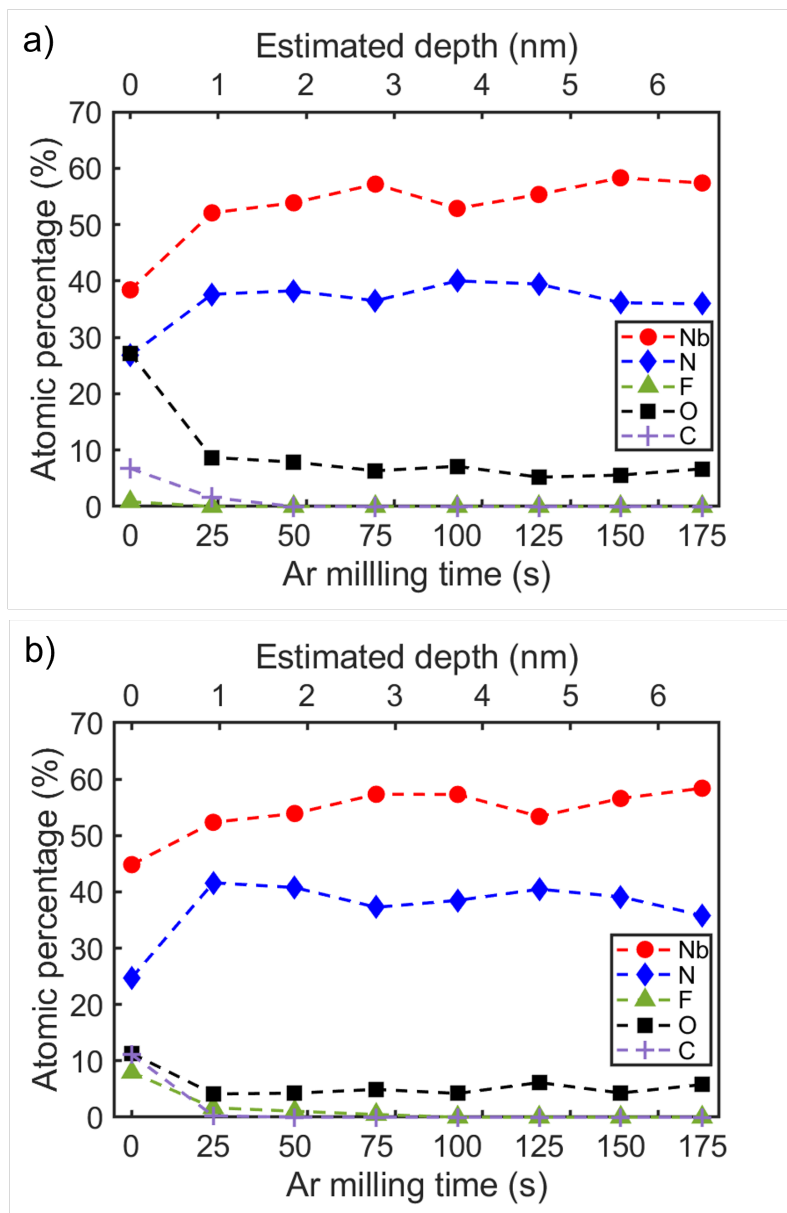 a)
Estimated depth (nm)
0 1 2 3 4 5 6
70
60
50
40
30
20
10
0
Atomic percentage (%)
Nb
N
F
O
C
0 25 50 75 100 125 150 175
Ar millling time (s)
b)
Estimated depth (nm)
0 1 2 3 4 5 6
70
60
50
40
30
20
10
0
Atomic percentage (%)
Nb
N
F
O
C
0 25 50 75 100 125 150 175
Ar milling time (s)